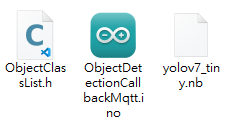 C
ObjectClas
sList.h
ObjectDet
ectionCall
backMqtt.i
no
yolov7_tin
y.nb